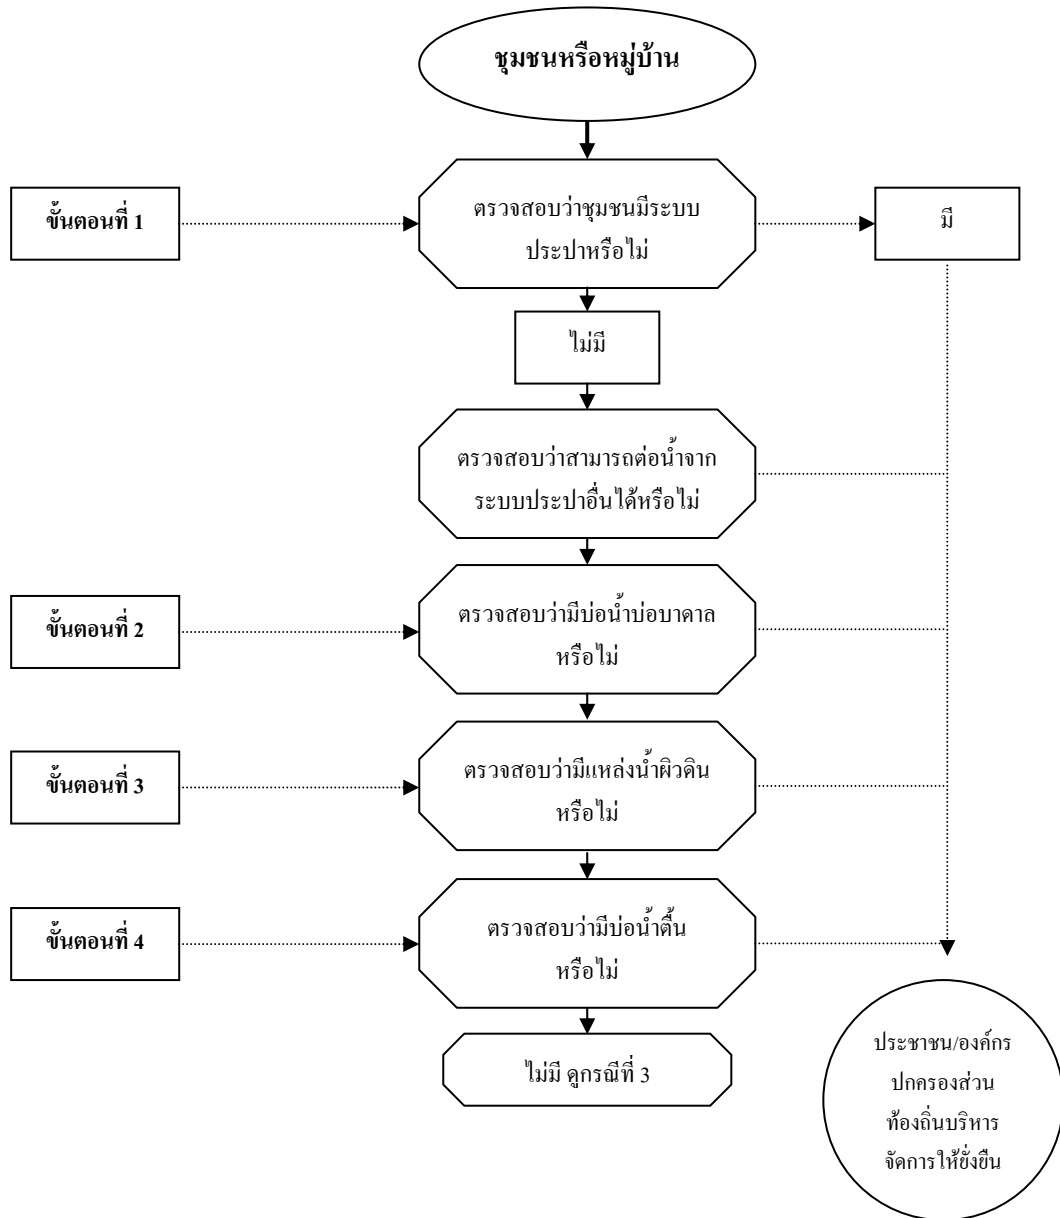 ชุมชนหรือหมู่บ้าน
ขั้นตอนที่ 1
ตรวจสอบว่าชุมชนมีระบบ
ประปาหรือไม่
มี
ไม่มี
ตรวจสอบว่าสามารถต่อน้ำจาก
ระบบประปาอื่นได้หรือไม่
ขั้นตอนที่ 2
ตรวจสอบว่ามีบ่อน้ำบ่อบาดาล
หรือไม่
ขั้นตอนที่ 3
ตรวจสอบว่ามีแหล่งน้ำผิวดิน
หรือไม่
ขั้นตอนที่ 4
ตรวจสอบว่ามีบ่อน้ำตื้น
หรือไม่
ไม่มี ดูกรณีที่ 3
ประชาชน/องค์กร
ปกครองส่วน
ท้องถิ่นบริหาร
จัดการให้ยั่งยืน